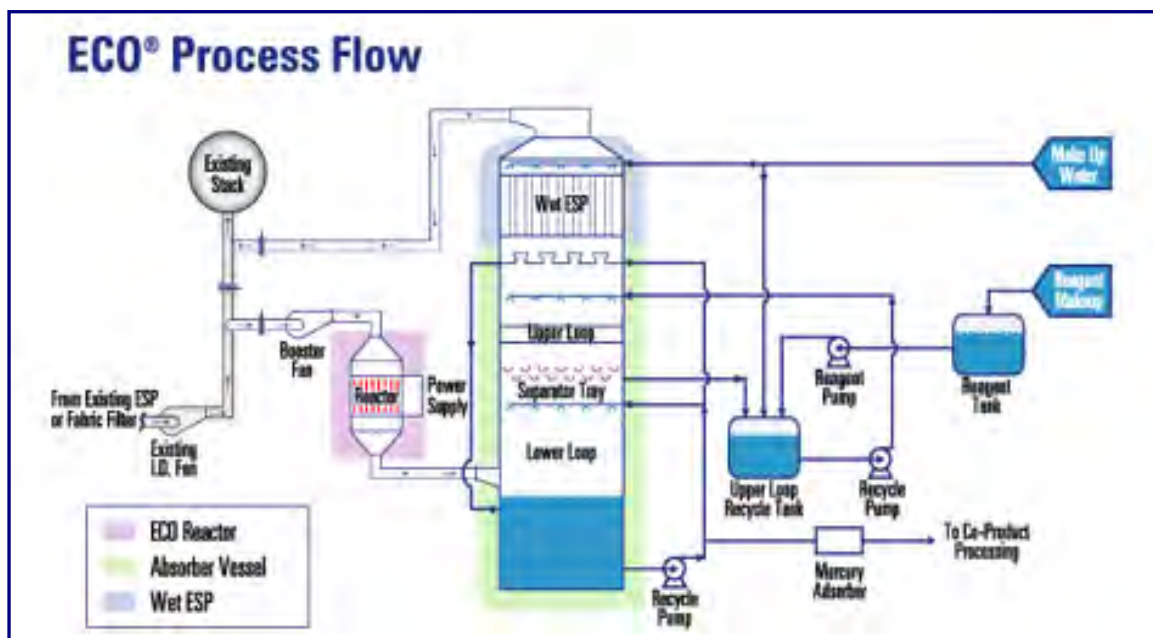 ECO® Process Flow
Existing
Stack
Wet ESP
Make Up
Water
Reagent
Makeup
Booster
Fan
Upper Loop
Reagent
Pump
Reagent
Tank
From Existing ESP
or Fabric Filter
Reactor
Power
Supply
Separator Tray
Existing
I.D. Fan
Lower Loop
Upper Loop
Recycle Tank
Recycle
Pump
ECO Reactor
Absorber Vessel
Wet ESP
To Co-Product
Processing
Mercury
Adsorber
Recycle
Pump